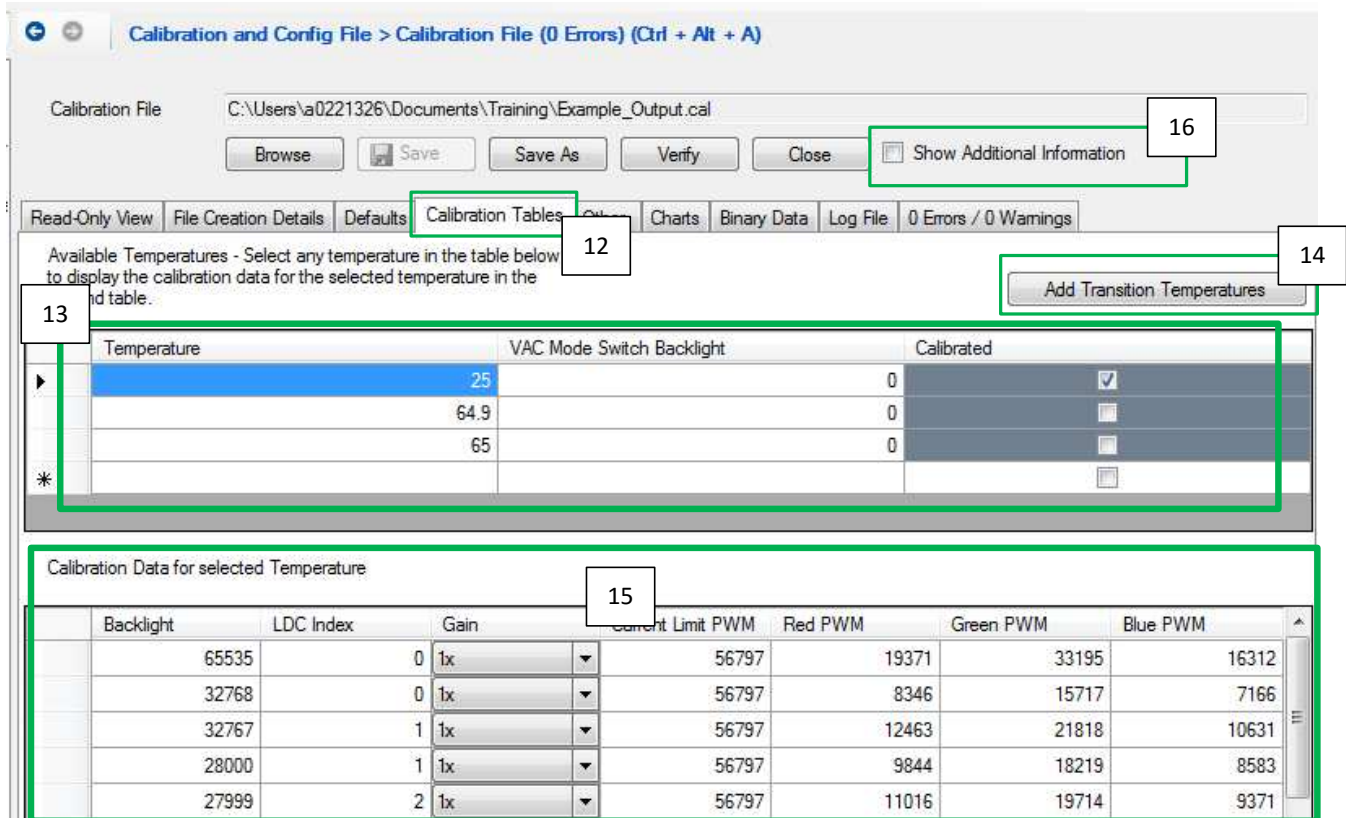 Calibration and Config File > Calibration File (0 Errors) (Ctrl + Alt + A)
Calibration File C:\Users\a0221326\Documents\Training\Example_Output.cal
16
Browse Save Save As Verify Close Show Additional Information
Read-Only View File Creation Details Defaults Calibration Tables Charts Binary Data Log File 0 Errors / 0 Warnings
12
Available Temperatures - Select any temperature in the table below
to display the calibration data for the selected temperature in the
table.
14
Add Transition Temperatures
13
Temperature VAC Mode Switch Backlight Calibrated
25 0
64.9 0
65 0
*
Calibration Data for selected Temperature
15
Backlight LDC Index Gain Current Limit PWM Red PWM Green PWM Blue PWM
65535 0 1x 56797 19371 33195 16312
32768 0 1x 56797 8346 15717 7166
32767 1 1x 56797 12463 21818 10631
28000 1 1x 56797 9844 18219 8583
27999 2 1x 56797 11016 19714 9371